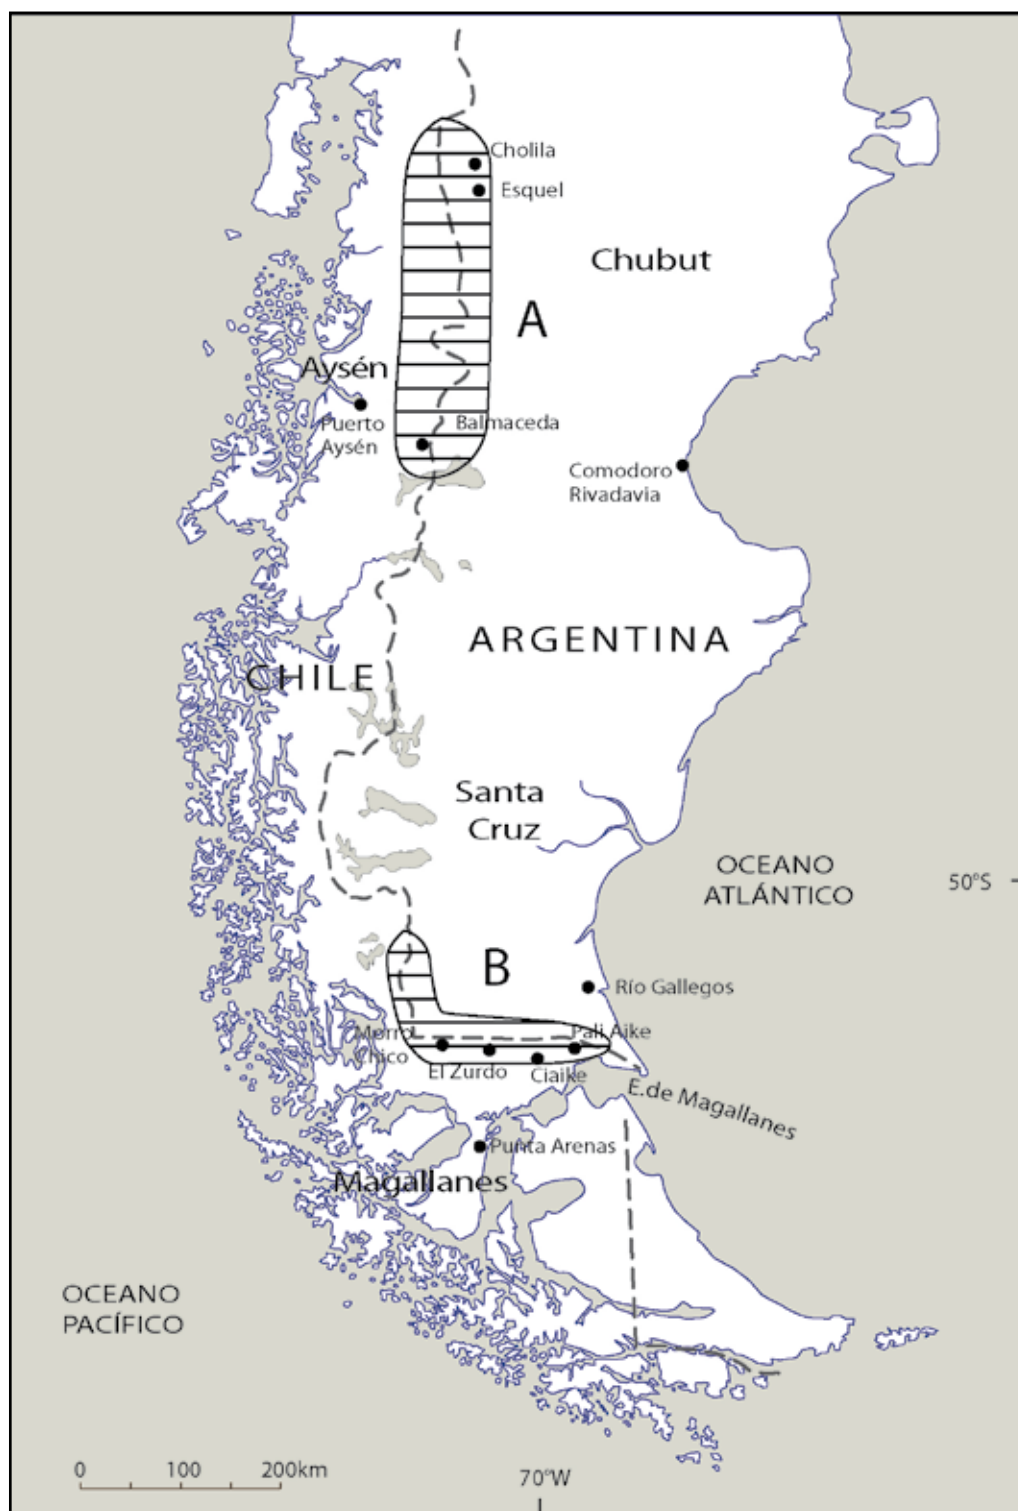 Cholila
Esquel
Chubut
A
Aysén
Puerto
Aysén
Balmaceda
Comodoro
Rivadavia
ARGENTINA
CHILE
Santa
Cruz
OCEANO
ATLÁNTICO
50°S
B
Río Gallegos
Morro
Chico
Pali Aike
El Zurdo
Ciaike
E.de Magallanes
Punta Arenas
Magallanes
OCEANO
PACÍFICO
0 100 200km
70°W